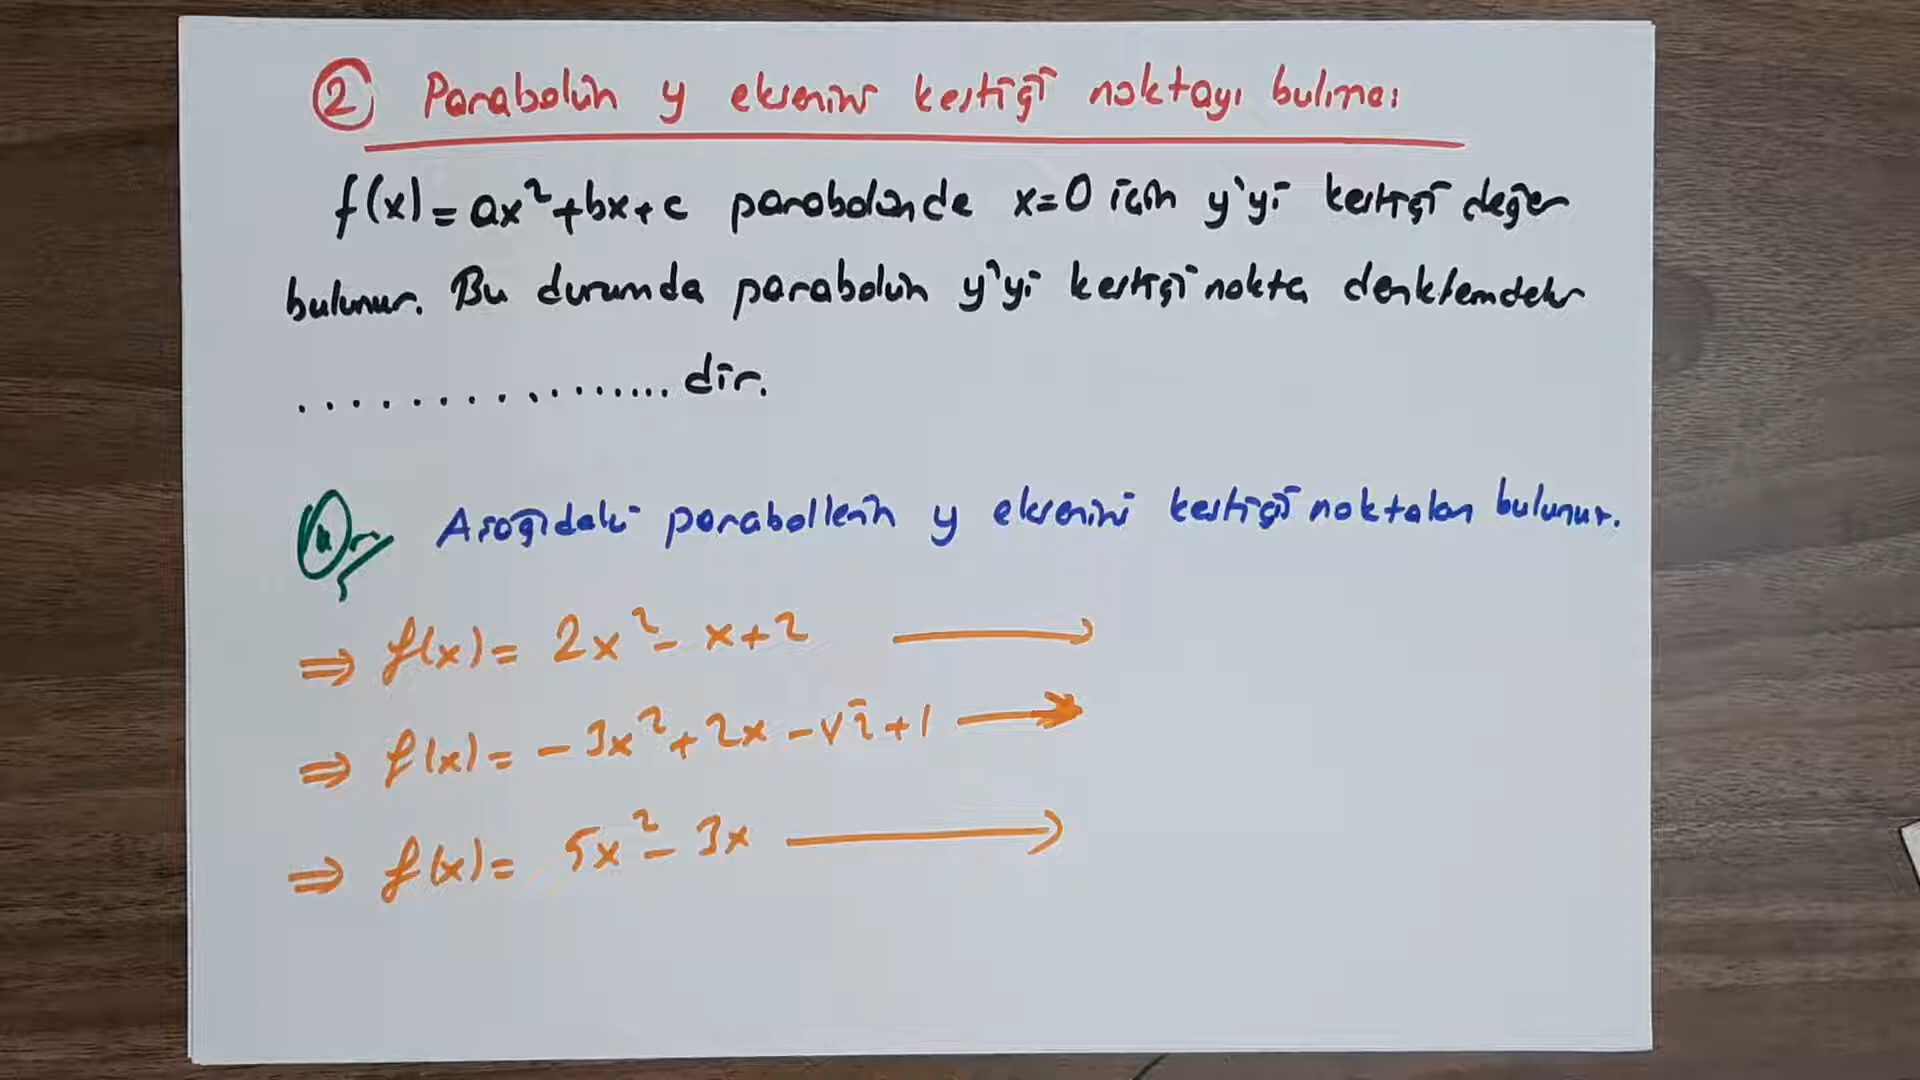 ② Parabolün y eksenini kestiği noktayı bulma:
f(x)=ax²+bx+c parabolünde x=0 için y'yi kestiği değer
bulunur. Bu durumda parabolün y'yi kestiği nokta denklemdeki
................. dir.
Ör Aşağıdaki parabollerin y eksenini kestiği noktaları bulunuz.
⇒ f(x)= 2x²-x+2 →
⇒ f(x)= -3x²+2x-√2+1 →
⇒ f(x)= 5x²-3x →